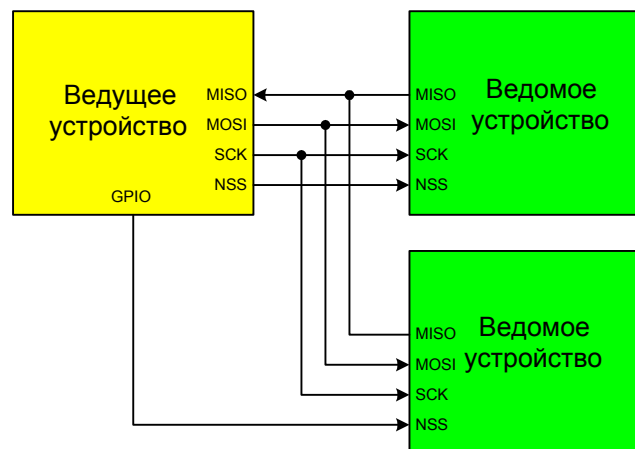 Ведущее
устройство
MISO
MOSI
SCK
NSS
GPIO
MISO
MOSI
SCK
NSS
Ведомое
устройство
MISO
MOSI
SCK
NSS
Ведомое
устройство